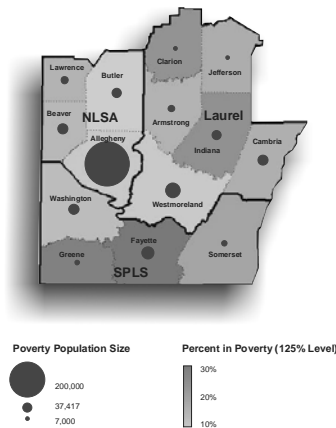 Clarion
Lawrence
Butler
Jefferson
Beaver
NLSA
Armstrong
Laurel
Allegheny
Indiana
Cambria
Washington
Westmoreland
Greene
Fayette
Somerset
SPLS
Poverty Population Size
Percent in Poverty (125% Level)
200,000
37,417
7,000
30%
20%
10%